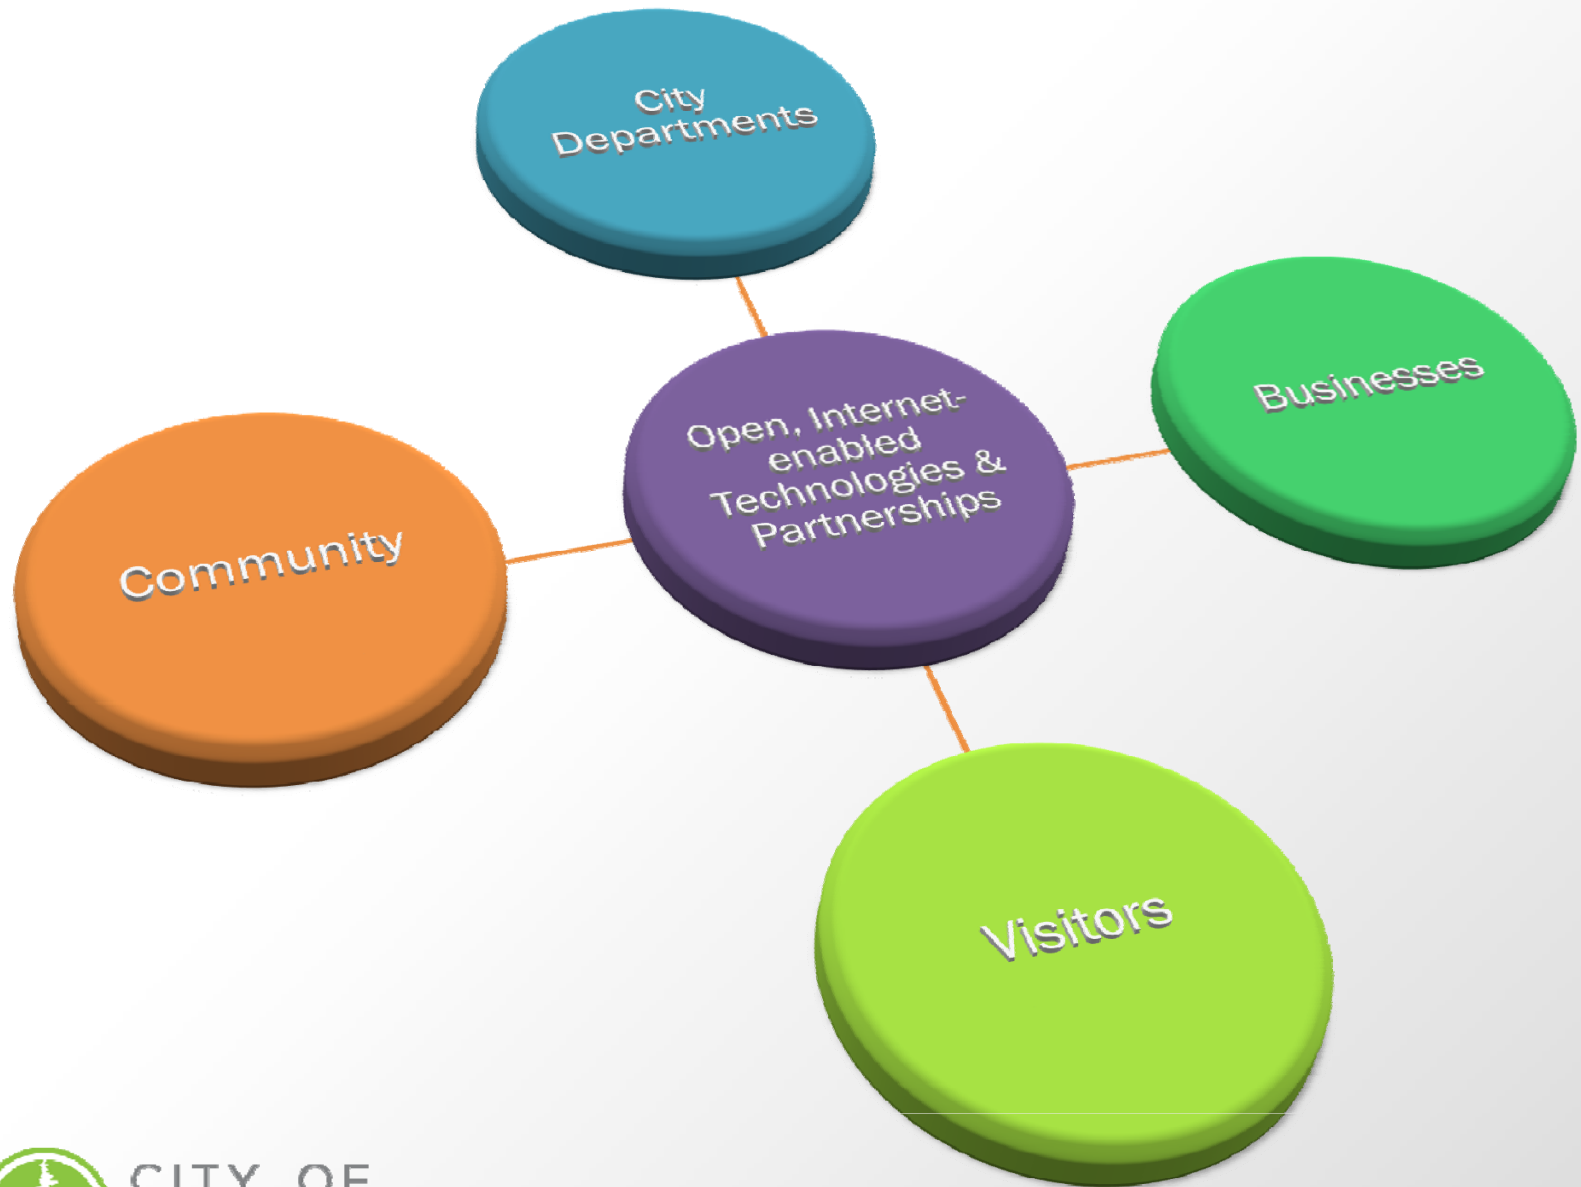 City
Departments
Businesses
Open, Internet-
enabled
Technologies &
Partnerships
Community
Visitors
CITY OF